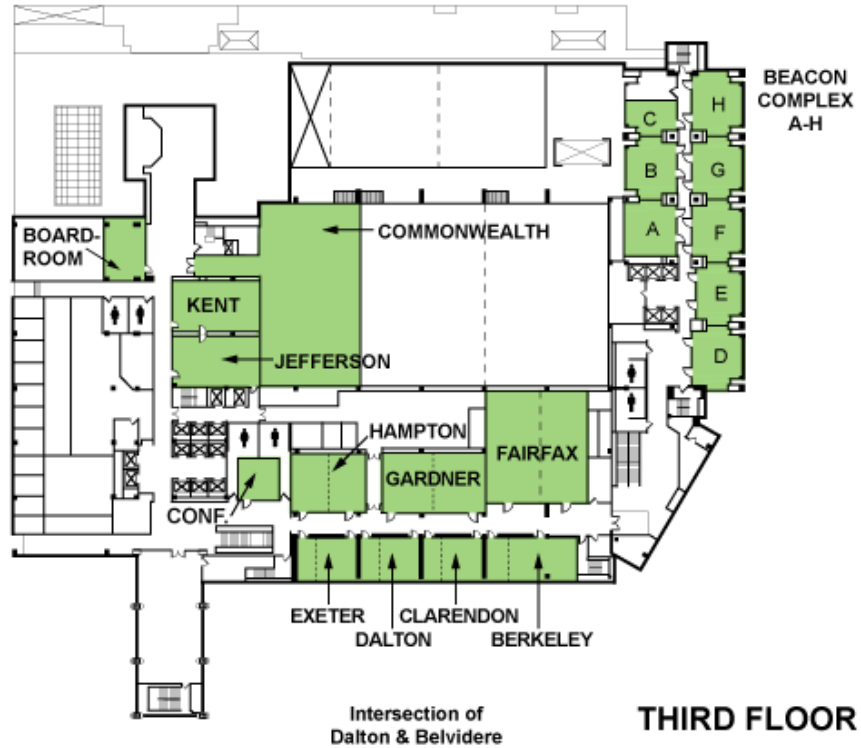 BEACON
COMPLEX
A-H
H
C
B
G
A
F
E
D
BOARD-
ROOM
COMMONWEALTH
KENT
JEFFERSON
HAMPTON
FAIRFAX
GARDNER
CONF.
EXETER
CLARENDON
DALTON
BERKELEY
Intersection of
Dalton & Belvidere
THIRD FLOOR